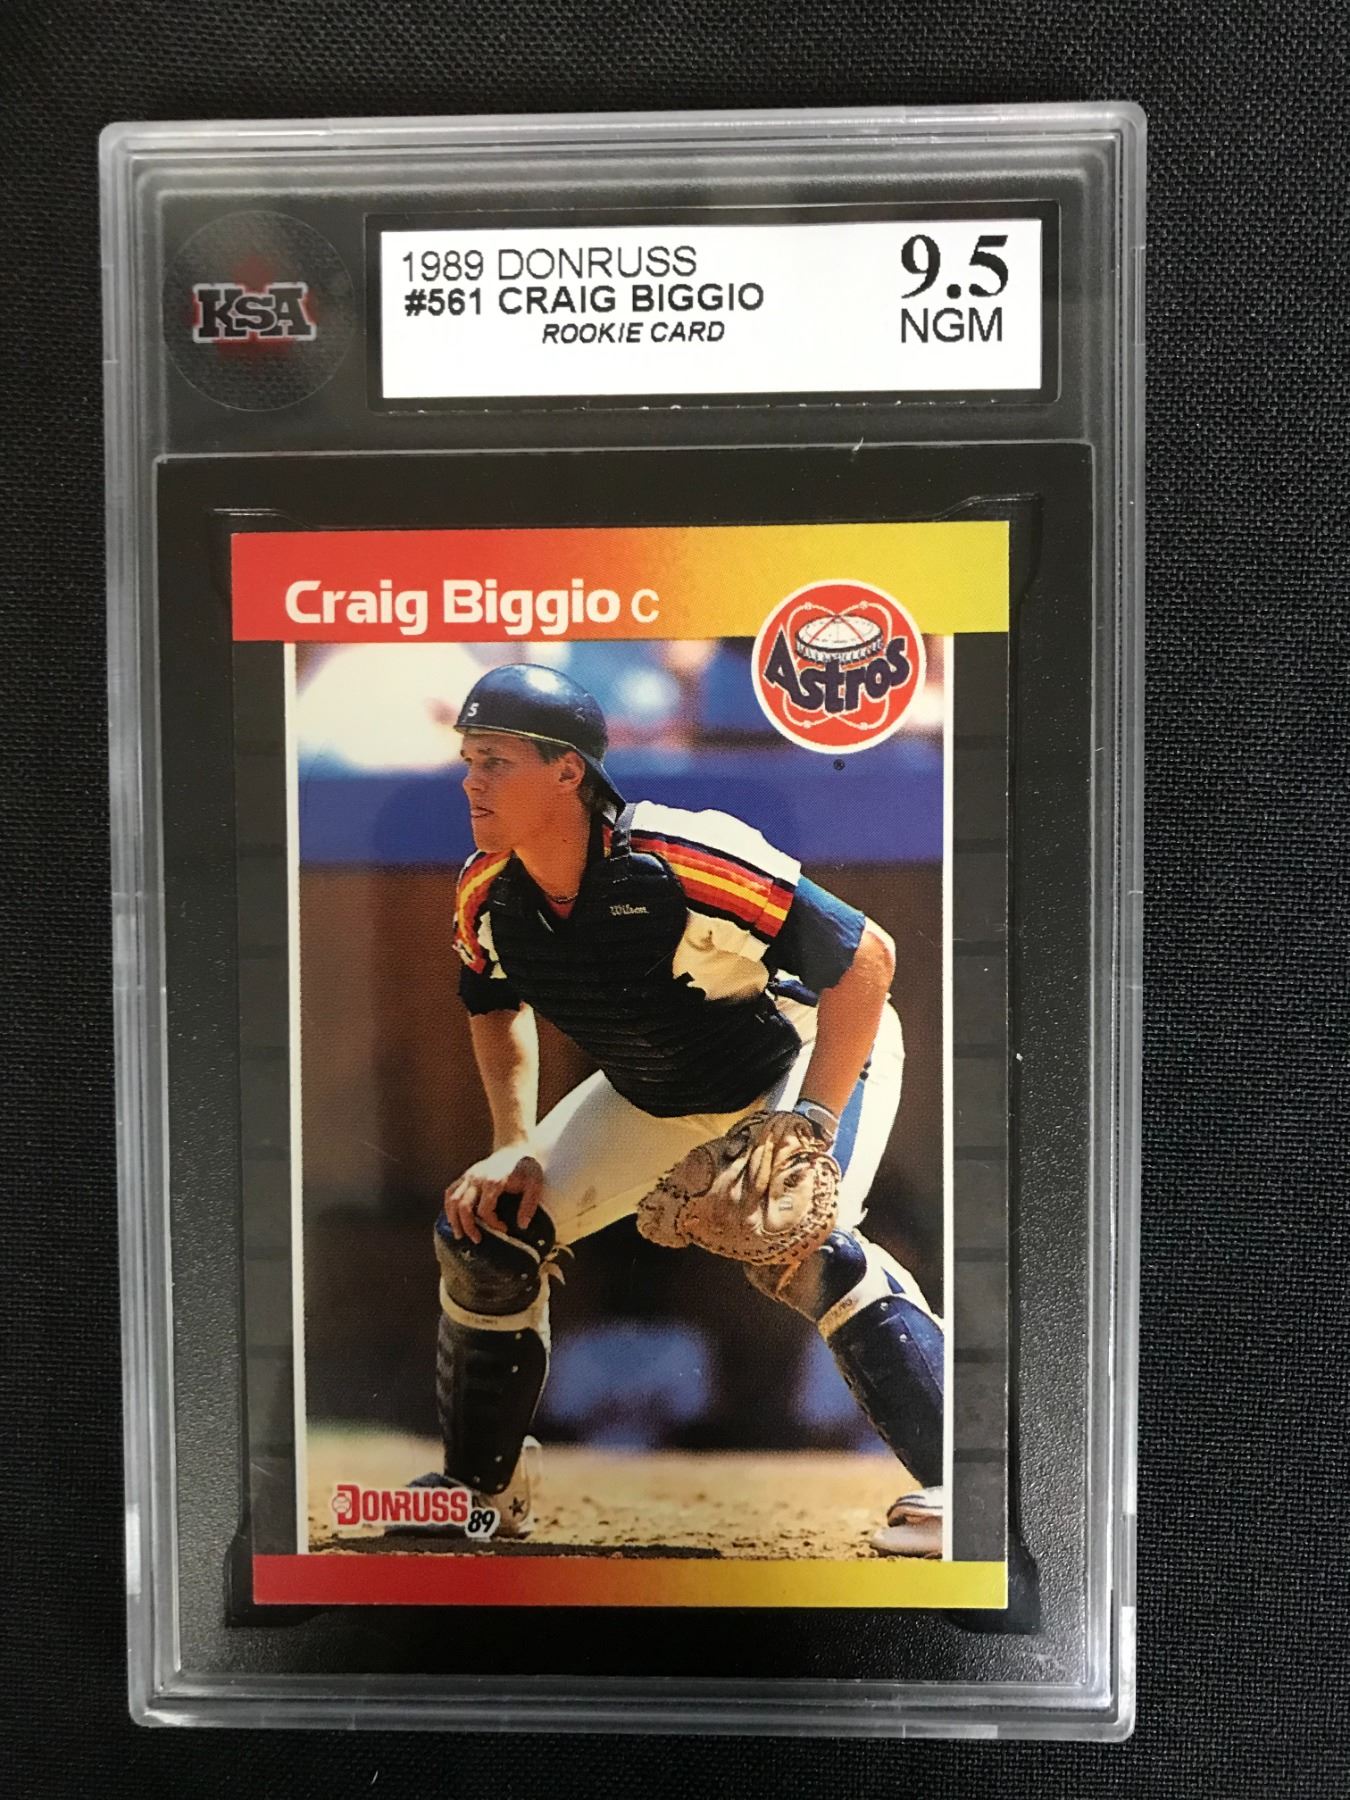 KSA
1989 DONRUSS
#561 CRAIG BIGGIO
ROOKIE CARD
9.5
NGM
Craig Biggio C
Astros
®
5
Wilson
DONRUSS 89